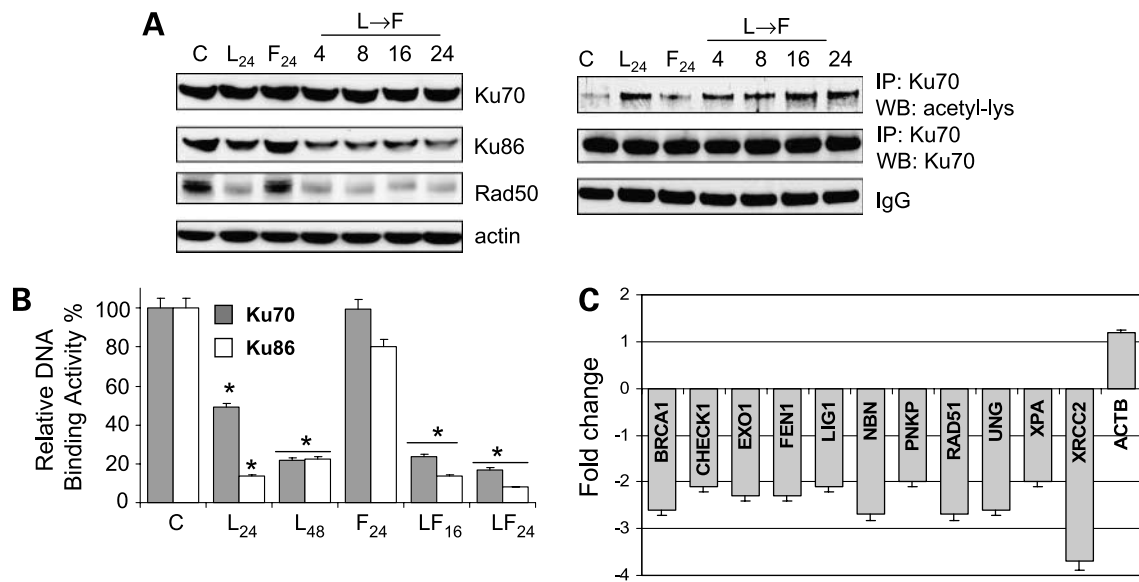 A
L→F
C L24 F24 4 8 16 24
Ku70
Ku86
Rad50
actin
L→F
C L24 F24 4 8 16 24
IP: Ku70
WB: acetyl-lys
IP: Ku70
WB: Ku70
IgG
B
Relative DNA
Binding Activity %
100
80
60
40
20
0
Ku70
Ku86
* * * * *
C L24 L48 F24 LF16 LF24
C
Fold change
2
1
0
-1
-2
-3
-4
BRCA1
CHECK1
EXO1
FEN1
LIG1
NBN
PNKP
RAD51
UNG
XPA
XRCC2
ACTB